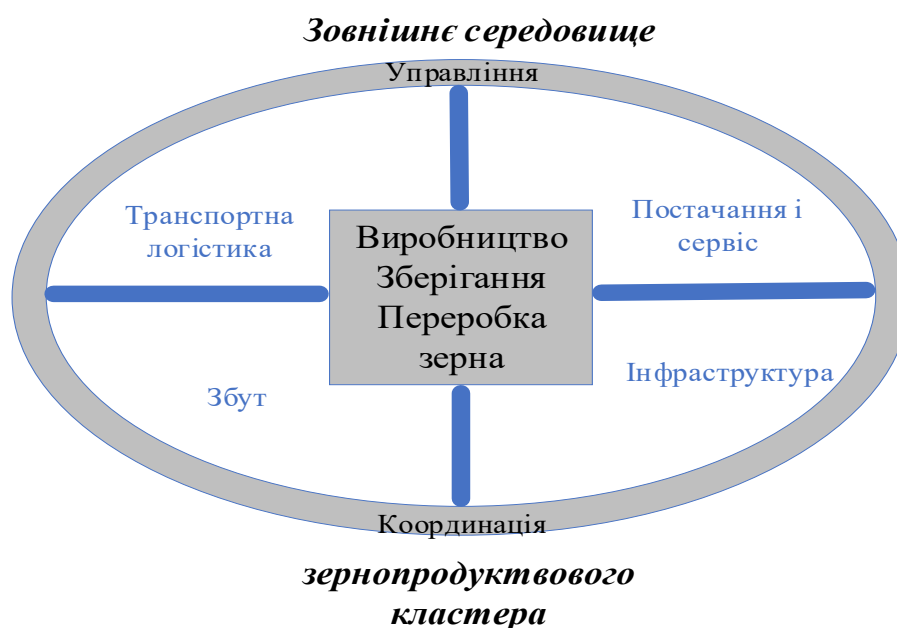 Зовнішнє середовище
Управління
Транспортна
логістика
Постачання і
сервіс
Виробництво
Зберігання
Переробка
зерна
Збут
Інфраструктура
Координація
зернопродуктвового
кластера